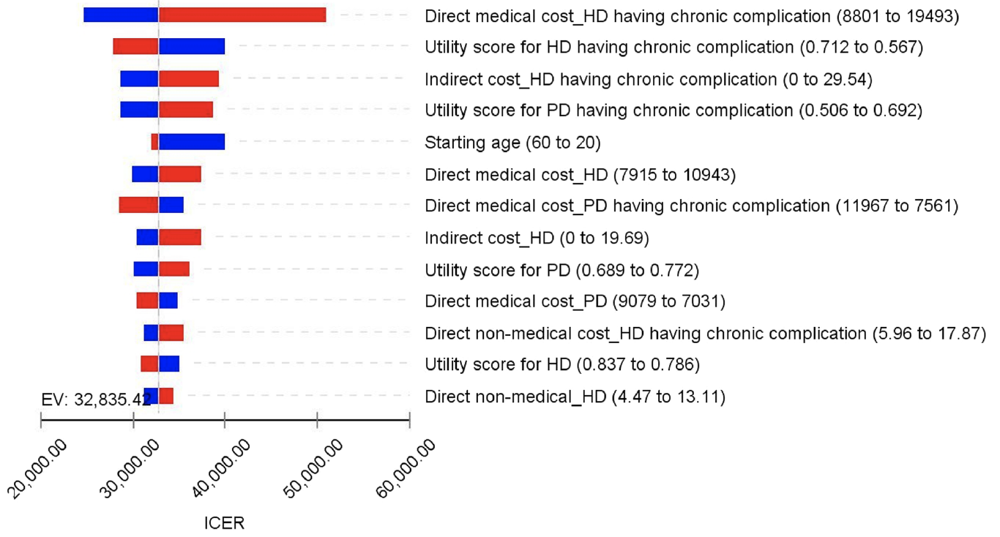 Direct medical cost_HD having chronic complication (8801 to 19493)
Utility score for HD having chronic complication (0.712 to 0.567)
Indirect cost_HD having chronic complication (0 to 29.54)
Utility score for PD having chronic complication (0.506 to 0.692)
Starting age (60 to 20)
Direct medical cost_HD (7915 to 10943)
Direct medical cost_PD having chronic complication (11967 to 7561)
Indirect cost_HD (0 to 19.69)
Utility score for PD (0.689 to 0.772)
Direct medical cost_PD (9079 to 7031)
Direct non-medical cost_HD having chronic complication (5.96 to 17.87)
Utility score for HD (0.837 to 0.786)
Direct non-medical_HD (4.47 to 13.11)
EV: 32,835.42
20,000.00
30,000.00
40,000.00
50,000.00
60,000.00
ICER